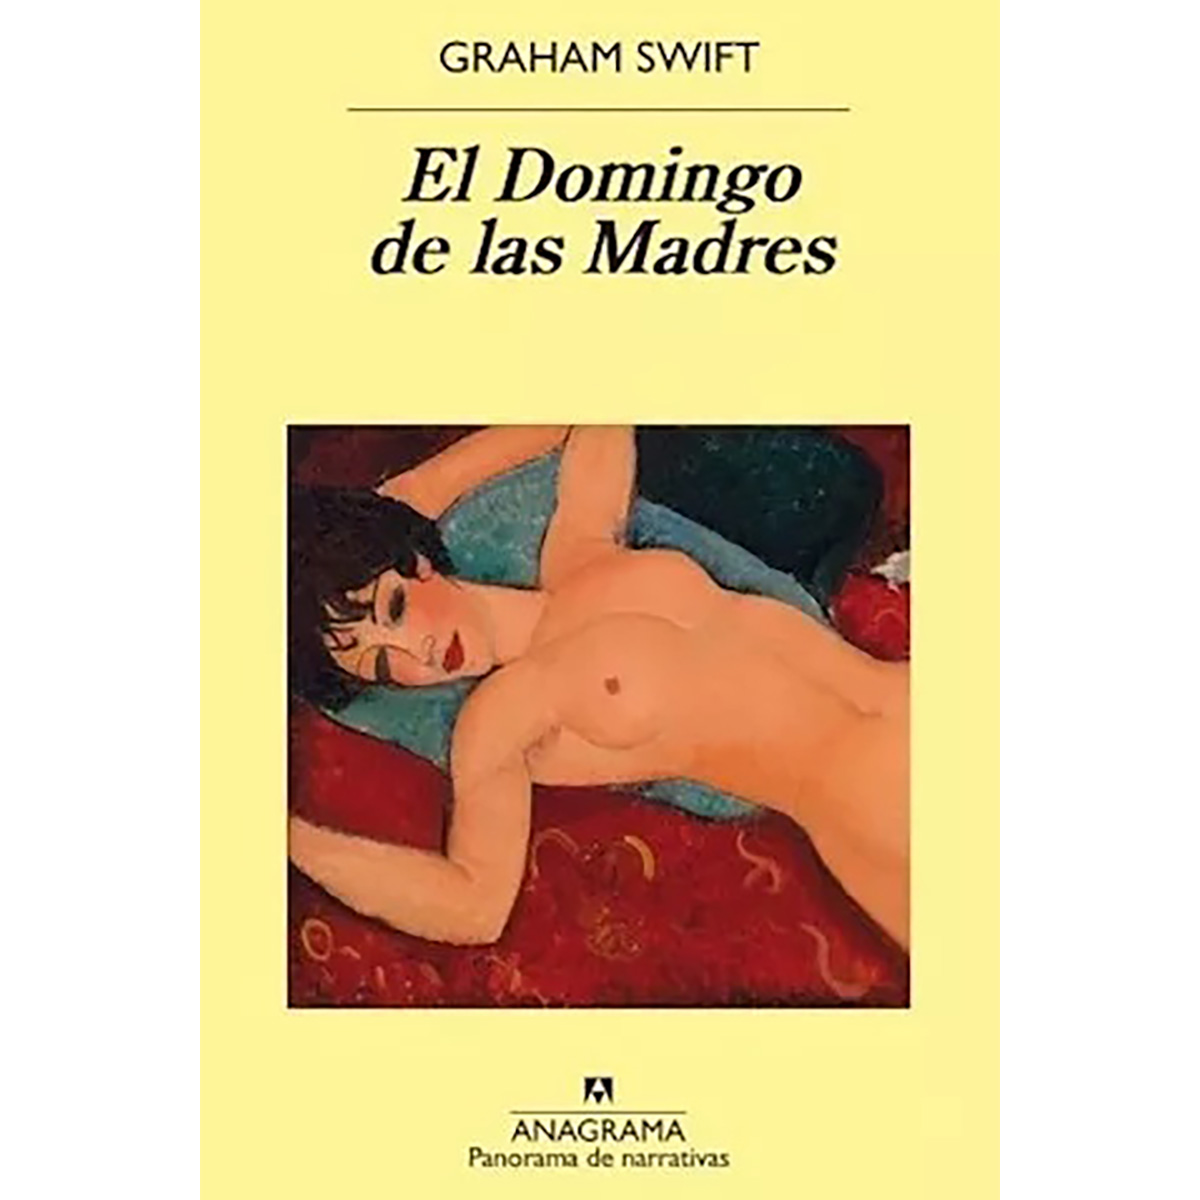 GRAHAM SWIFT
El Domingo
de las Madres
ANAGRAMA
Panorama de narrativas